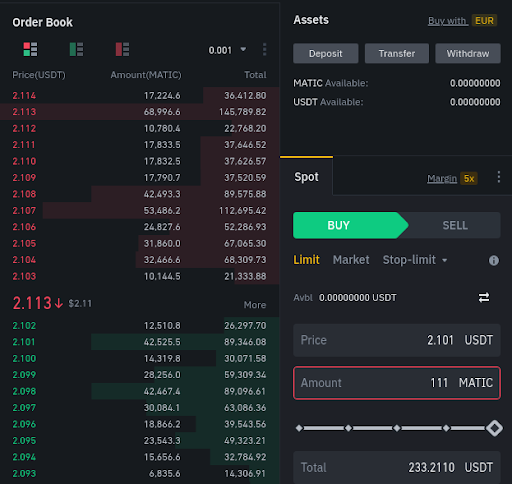 Order Book
0.001
Price(USDT) Amount(MATIC) Total
2.114 17,224.6 36,412.80
2.113 68,996.6 145,789.82
2.112 10,780.4 22,768.20
2.111 17,833.5 37,646.52
2.110 17,832.5 37,626.57
2.109 17,790.7 37,520.59
2.108 42,493.3 89,575.88
2.107 53,486.2 112,695.42
2.106 24,827.6 52,286.93
2.105 31,860.0 67,065.30
2.104 32,466.6 68,309.73
2.103 10,144.5 21,333.88
2.113↓ $2.11 More
2.102 12,510.8 26,297.70
2.101 42,525.5 89,346.08
2.100 14,319.8 30,071.58
2.099 28,256.0 59,309.34
2.098 42,467.4 89,096.61
2.097 30,084.1 63,086.36
2.096 18,866.2 39,543.56
2.095 23,543.3 49,323.21
2.094 15,656.6 32,784.92
2.093 6,835.6 14,306.91
Assets Buy with EUR
Deposit Transfer Withdraw
MATIC Available: 0.00000000
USDT Available: 0.00000000
Spot Margin 5x
BUY SELL
Limit Market Stop-limit
Avbl 0.00000000 USDT
Price 2.101 USDT
Amount 111 MATIC
Total 233.2110 USDT